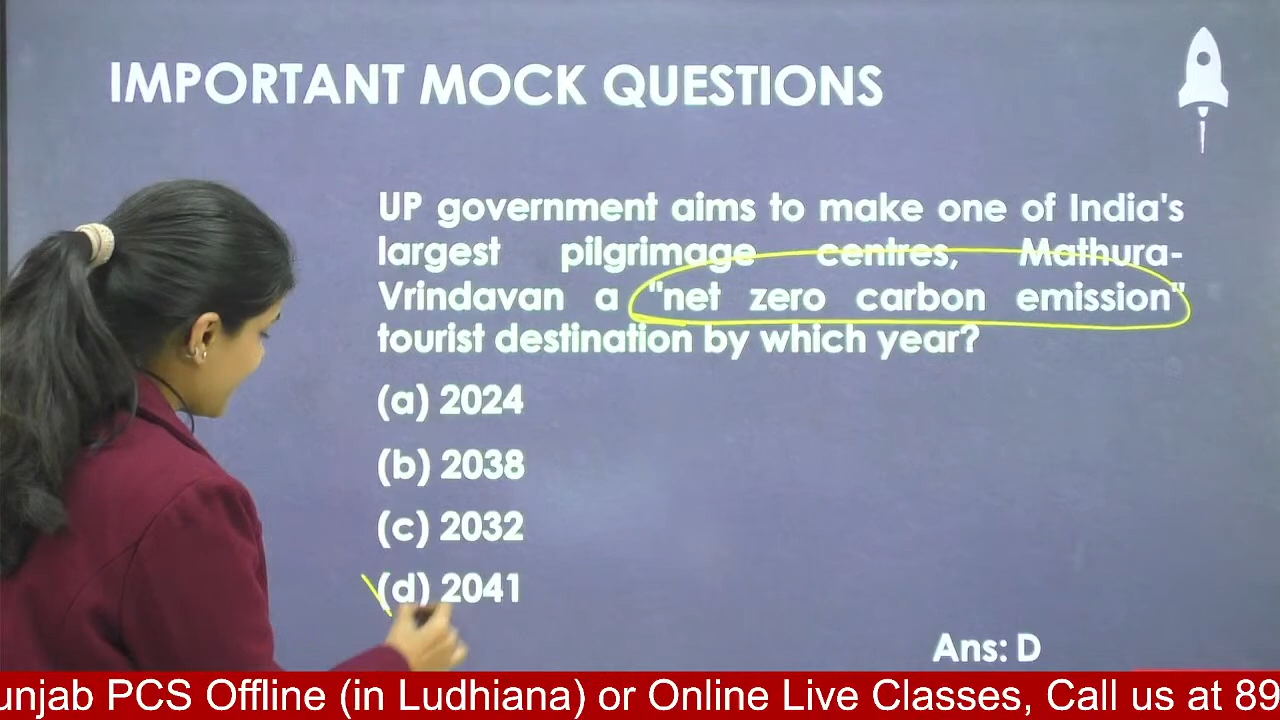 IMPORTANT MOCK QUESTIONS
UP government aims to make one of India's
largest pilgrimage centres, Mathura-
Vrindavan a "net zero carbon emission"
tourist destination by which year?
(a) 2024
(b) 2038
(c) 2032
(d) 2041
Ans: D
unjab PCS Offline (in Ludhiana) or Online Live Classes, Call us at 89